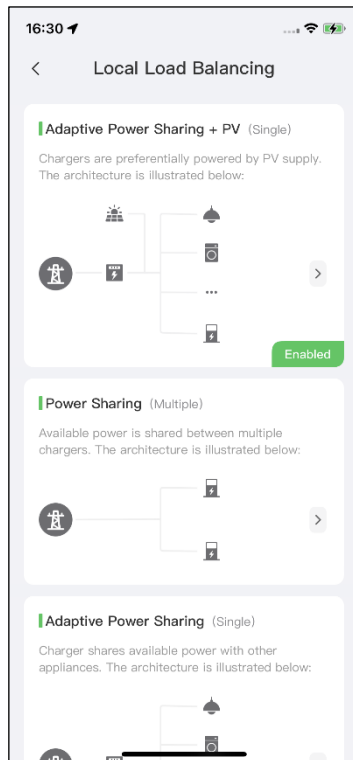 16:30
Local Load Balancing
Adaptive Power Sharing + PV (Single)
Chargers are preferentially powered by PV supply.
The architecture is illustrated below:
...
Enabled
Power Sharing (Multiple)
Available power is shared between multiple
chargers. The architecture is illustrated below:
Adaptive Power Sharing (Single)
Charger shares available power with other
appliances. The architecture is illustrated below: